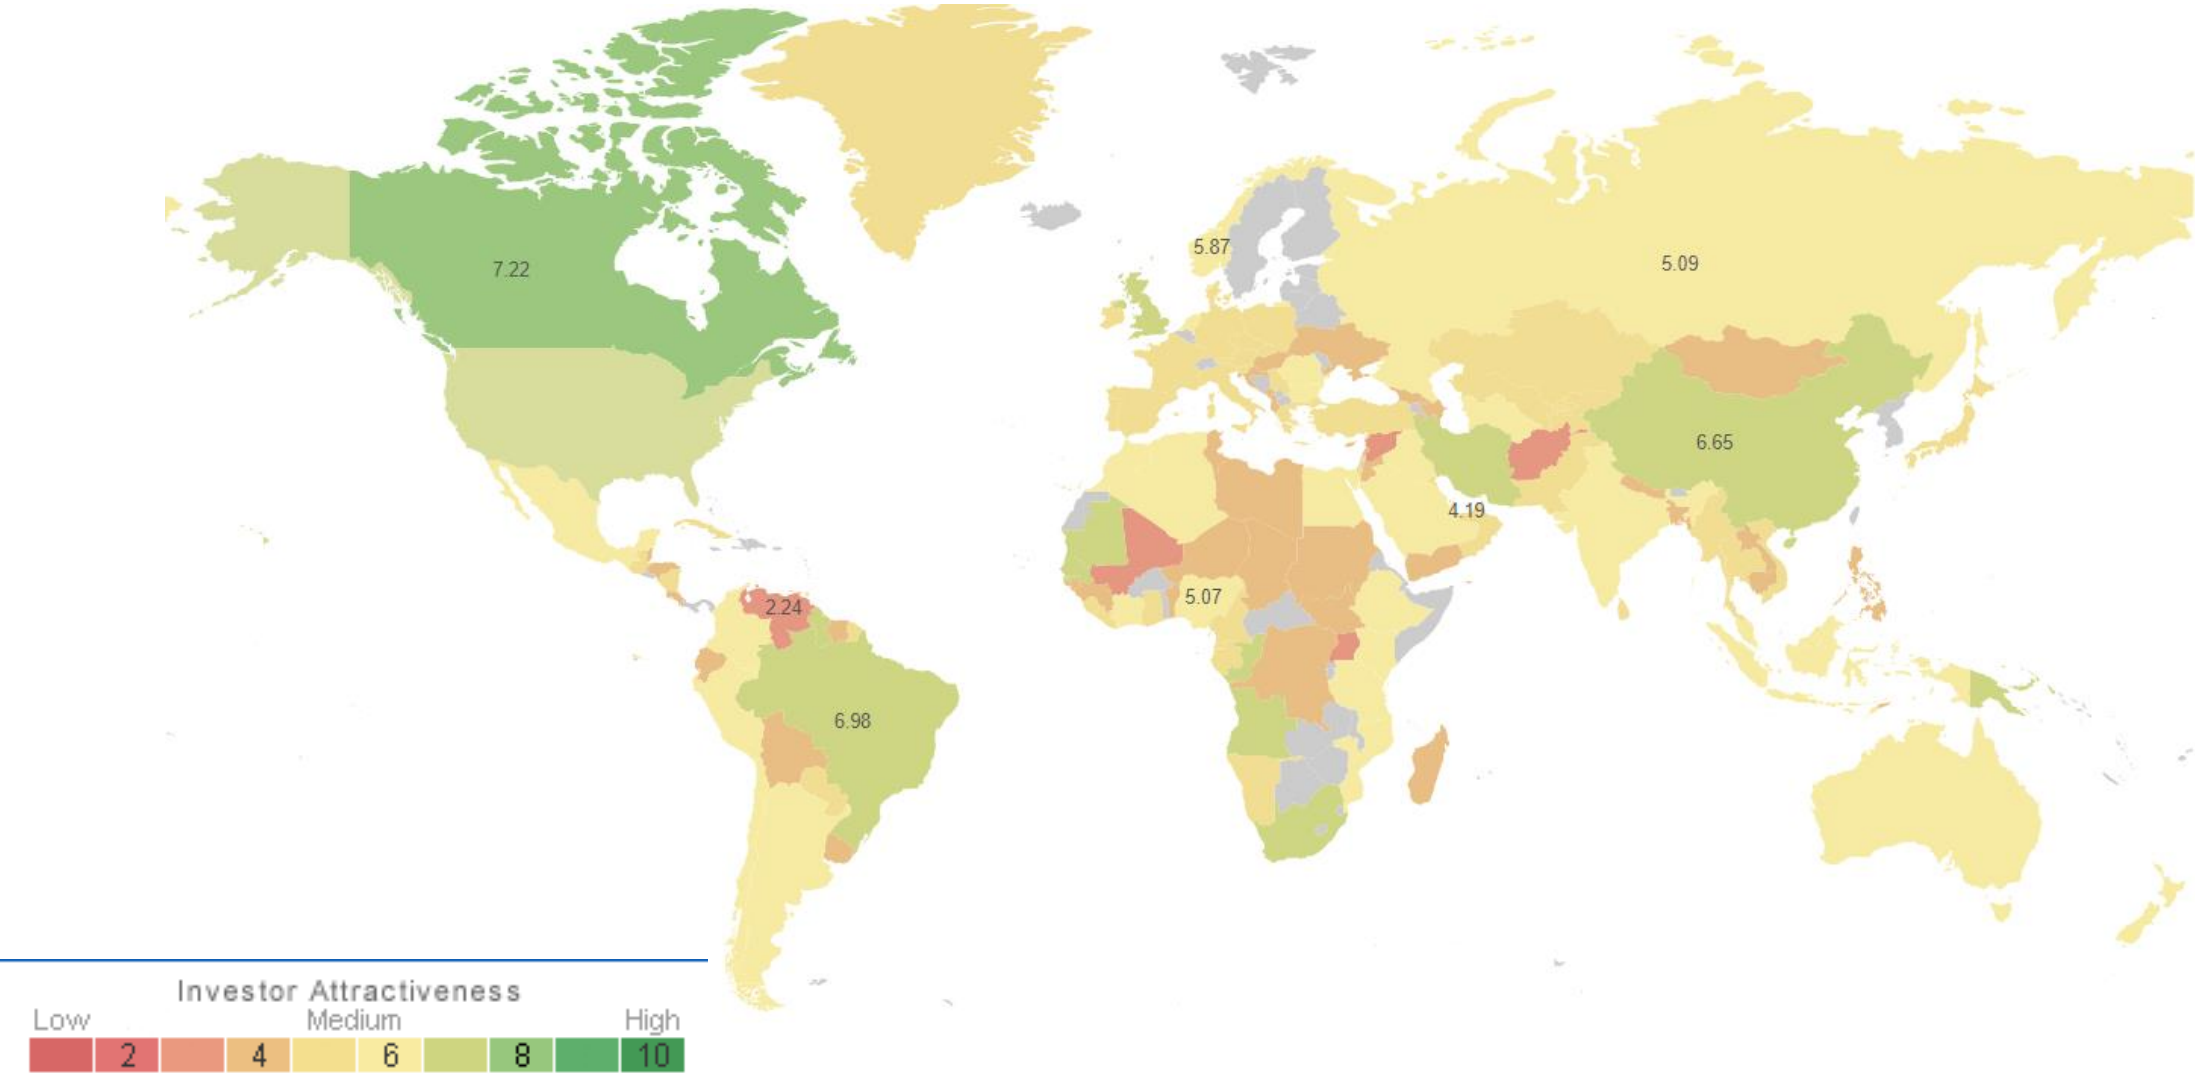 7.22
5.87
5.09
6.65
4.19
5.07
2.24
6.98
Investor Attractiveness
Low Medium High
2 4 6 8 10